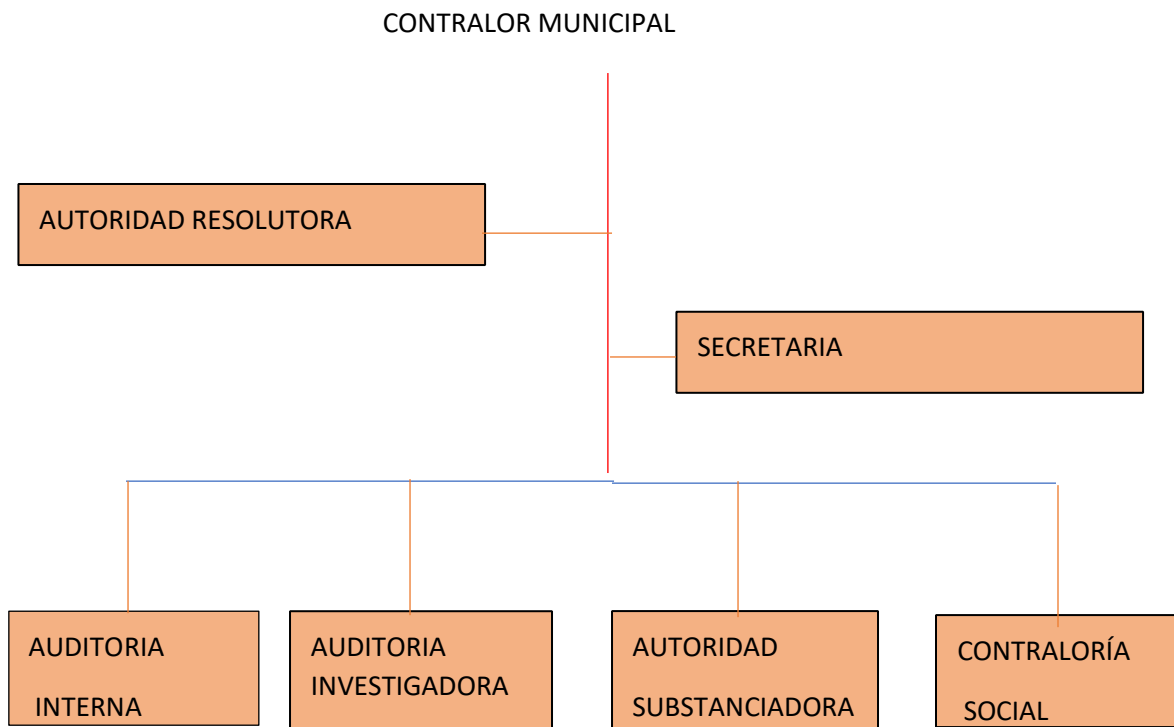 CONTRALOR MUNICIPAL
AUTORIDAD RESOLUTORA
SECRETARIA
AUDITORIA
INTERNA
AUDITORIA
INVESTIGADORA
AUTORIDAD
SUBSTANCIADORA
CONTRALORÍA
SOCIAL